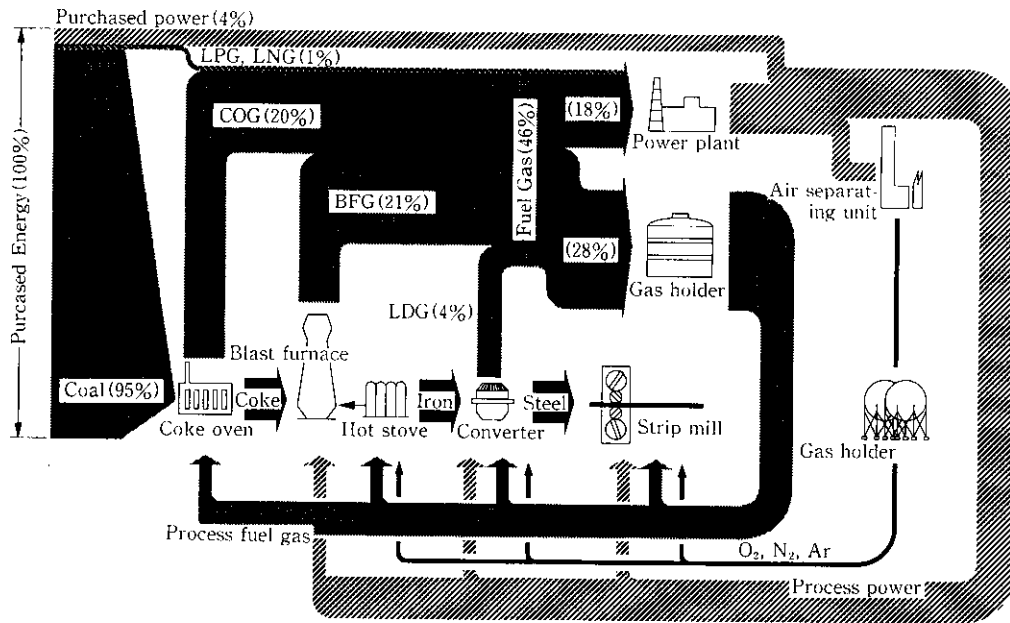 Purchased power(4%)
LPG, LNG(1%)
COG(20%)
(18%)
Power plant
Purcased Energy(100%)
Fuel Gas(46%)
BFG(21%)
Air separat-
ing unit
(28%)
Gas holder
LDG(4%)
Blast furnace
Coal(95%)
Coke
Iron
Steel
Coke oven
Hot stove
Converter
Strip mill
Gas holder
Process fuel gas
O₂, N₂, Ar
Process power